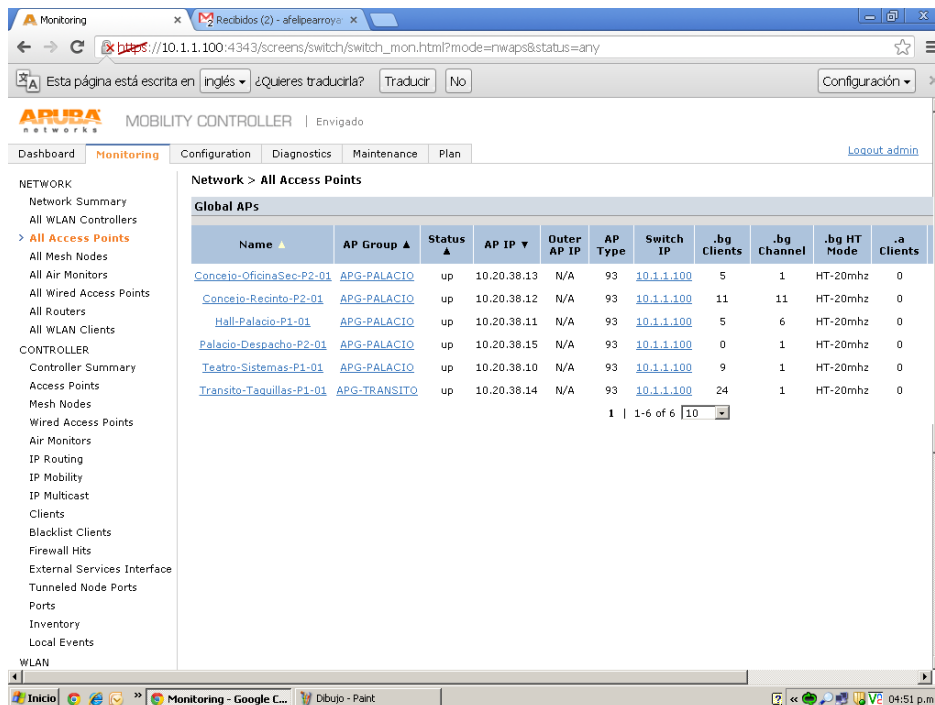 Monitoring
Recibidos (2) - afelipearroya
https://10.1.1.100:4343/screens/switch/switch_mon.html?mode=nwaps&status=any
Esta página está escrita en inglés ¿Quieres traducirla? Traducir No Configuración
ARUBA networks MOBILITY CONTROLLER | Envigado
Dashboard Monitoring Configuration Diagnostics Maintenance Plan Logout admin
NETWORK
Network Summary
All WLAN Controllers
> All Access Points
All Mesh Nodes
All Air Monitors
All Wired Access Points
All Routers
All WLAN Clients
CONTROLLER
Controller Summary
Access Points
Mesh Nodes
Wired Access Points
Air Monitors
IP Routing
IP Mobility
IP Multicast
Clients
Blacklist Clients
Firewall Hits
External Services Interface
Tunneled Node Ports
Ports
Inventory
Local Events
WLAN
Network > All Access Points
Global APs
Name AP Group Status AP IP Outer AP IP AP Type Switch IP .bg Clients .bg Channel .bg HT Mode .a Clients
Concejo-OficinaSec-P2-01 APG-PALACIO up 10.20.38.13 N/A 93 10.1.1.100 5 1 HT-20mhz 0
Concejo-Recinto-P2-01 APG-PALACIO up 10.20.38.12 N/A 93 10.1.1.100 11 11 HT-20mhz 0
Hall-Palacio-P1-01 APG-PALACIO up 10.20.38.11 N/A 93 10.1.1.100 5 6 HT-20mhz 0
Palacio-Despacho-P2-01 APG-PALACIO up 10.20.38.15 N/A 93 10.1.1.100 0 1 HT-20mhz 0
Teatro-Sistemas-P1-01 APG-PALACIO up 10.20.38.10 N/A 93 10.1.1.100 9 1 HT-20mhz 0
Transito-Taquillas-P1-01 APG-TRANSITO up 10.20.38.14 N/A 93 10.1.1.100 24 1 HT-20mhz 0
1 | 1-6 of 6 10
Inicio » Monitoring - Google C... Dibujo - Paint « 04:51 p.m